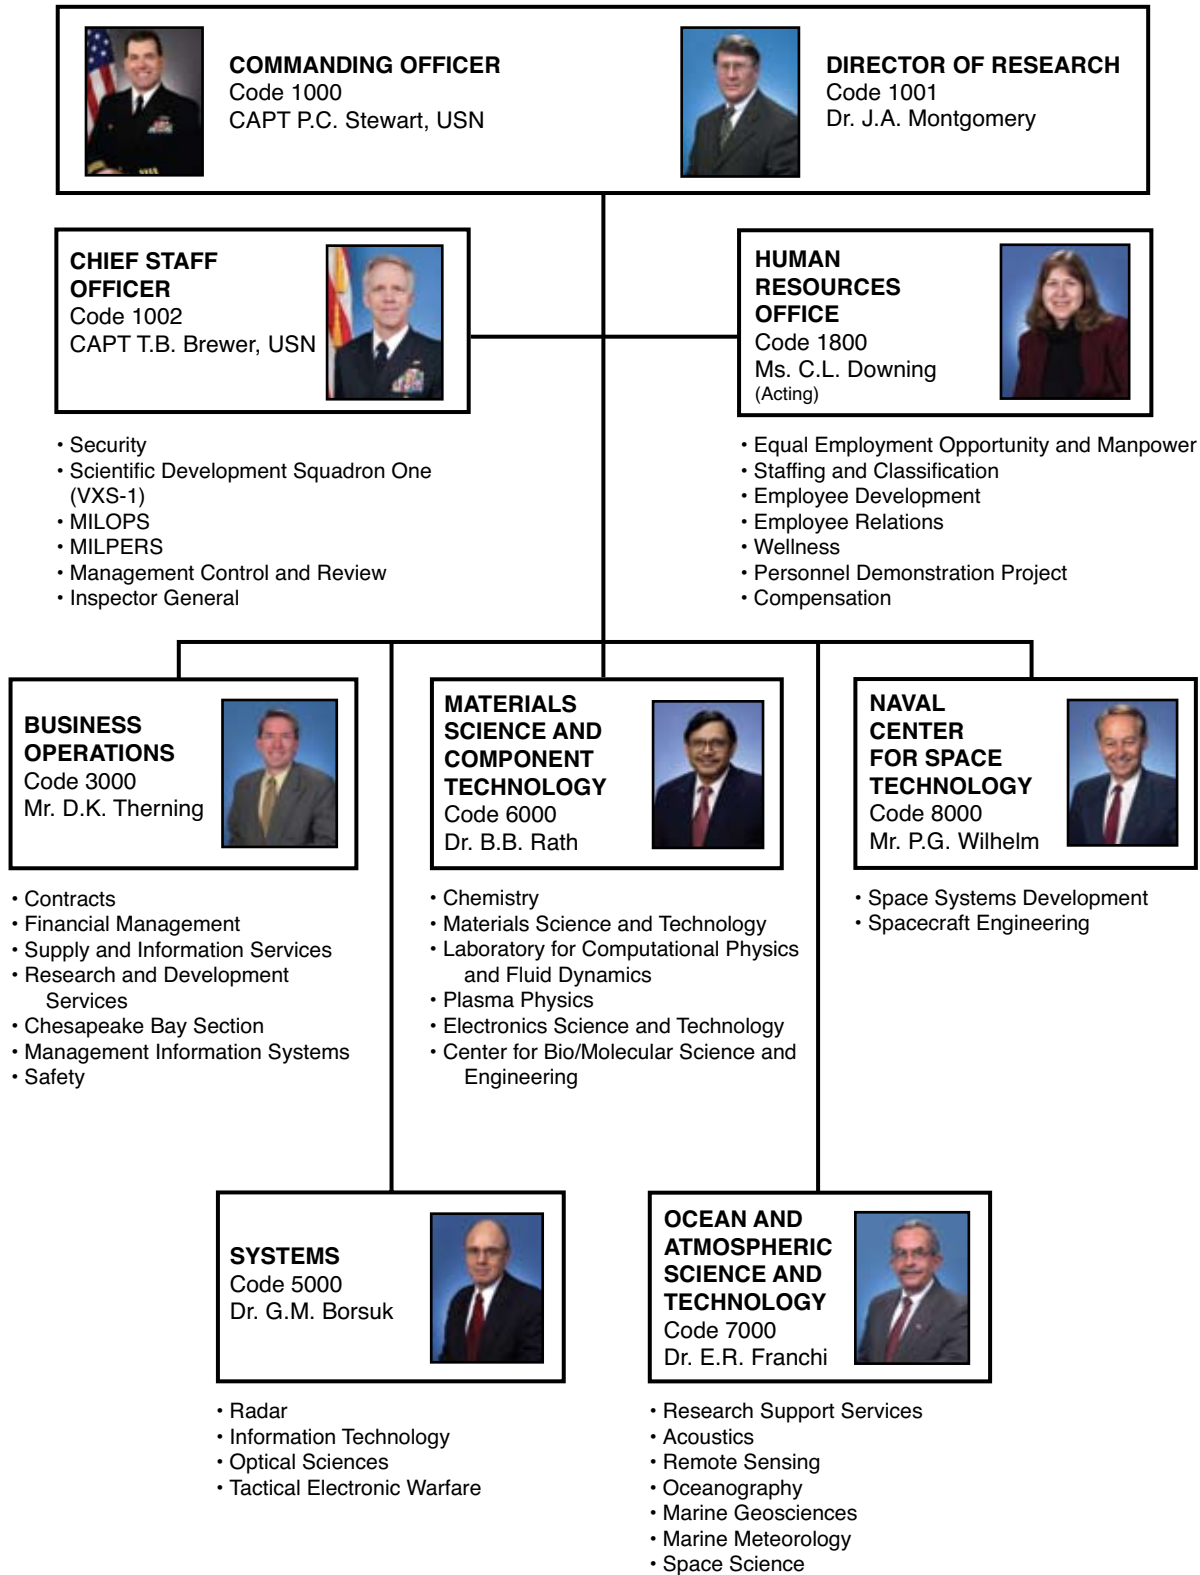 COMMANDING OFFICER
Code 1000
CAPT P.C. Stewart, USN
DIRECTOR OF RESEARCH
Code 1001
Dr. J.A. Montgomery
CHIEF STAFF
OFFICER
Code 1002
CAPT T.B. Brewer, USN
• Security
• Scientific Development Squadron One
(VXS-1)
• MILOPS
• MILPERS
• Management Control and Review
• Inspector General
HUMAN
RESOURCES
OFFICE
Code 1800
Ms. C.L. Downing
(Acting)
• Equal Employment Opportunity and Manpower
• Staffing and Classification
• Employee Development
• Employee Relations
• Wellness
• Personnel Demonstration Project
• Compensation
BUSINESS
OPERATIONS
Code 3000
Mr. D.K. Therning
• Contracts
• Financial Management
• Supply and Information Services
• Research and Development
Services
• Chesapeake Bay Section
• Management Information Systems
• Safety
MATERIALS
SCIENCE AND
COMPONENT
TECHNOLOGY
Code 6000
Dr. B.B. Rath
• Chemistry
• Materials Science and Technology
• Laboratory for Computational Physics
and Fluid Dynamics
• Plasma Physics
• Electronics Science and Technology
• Center for Bio/Molecular Science and
Engineering
NAVAL
CENTER
FOR SPACE
TECHNOLOGY
Code 8000
Mr. P.G. Wilhelm
• Space Systems Development
• Spacecraft Engineering
SYSTEMS
Code 5000
Dr. G.M. Borsuk
• Radar
• Information Technology
• Optical Sciences
• Tactical Electronic Warfare
OCEAN AND
ATMOSPHERIC
SCIENCE AND
TECHNOLOGY
Code 7000
Dr. E.R. Franchi
• Research Support Services
• Acoustics
• Remote Sensing
• Oceanography
• Marine Geosciences
• Marine Meteorology
• Space Science